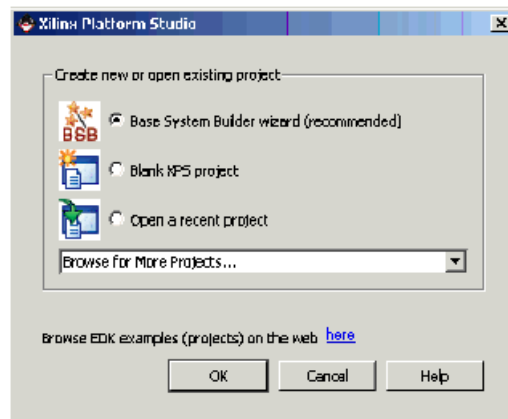 Xilinx Platform Studio
Create new or open existing project
BSB
Base System Builder wizard (recommended)
Blank XPS project
Open a recent project
Browse for More Projects...
Browse EDK examples (projects) on the web here
OK Cancel Help